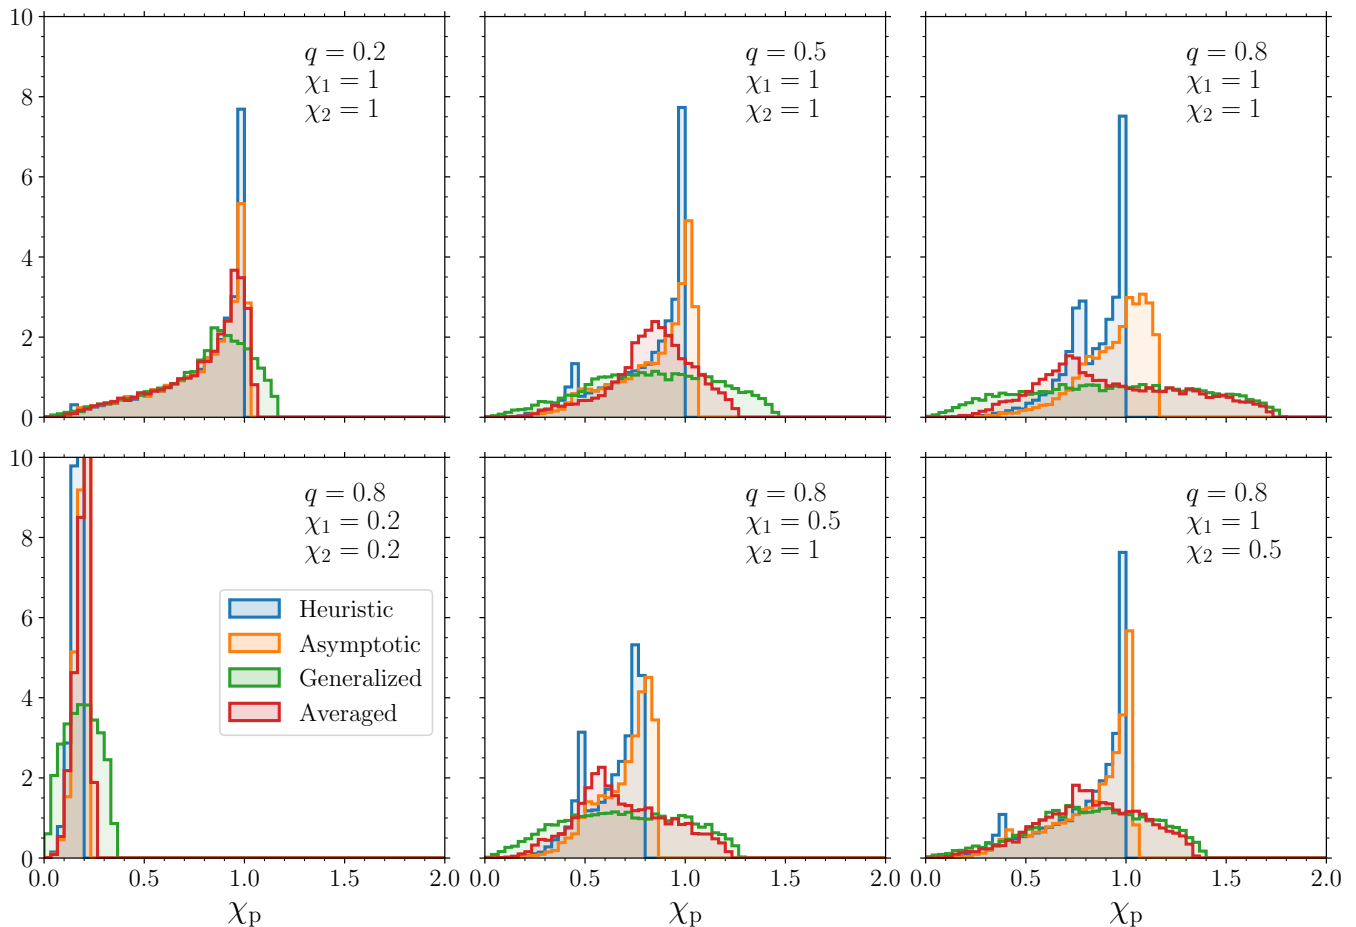 10
8
6
4
2
0
q = 0.2
χ₁ = 1
χ₂ = 1
q = 0.5
χ₁ = 1
χ₂ = 1
q = 0.8
χ₁ = 1
χ₂ = 1
10
8
6
4
2
0
q = 0.8
χ₁ = 0.2
χ₂ = 0.2
Heuristic
Asymptotic
Generalized
Averaged
q = 0.8
χ₁ = 0.5
χ₂ = 1
q = 0.8
χ₁ = 1
χ₂ = 0.5
0.0 0.5 1.0 1.5 2.0
0.0 0.5 1.0 1.5 2.0
0.0 0.5 1.0 1.5 2.0
χₚ
χₚ
χₚ